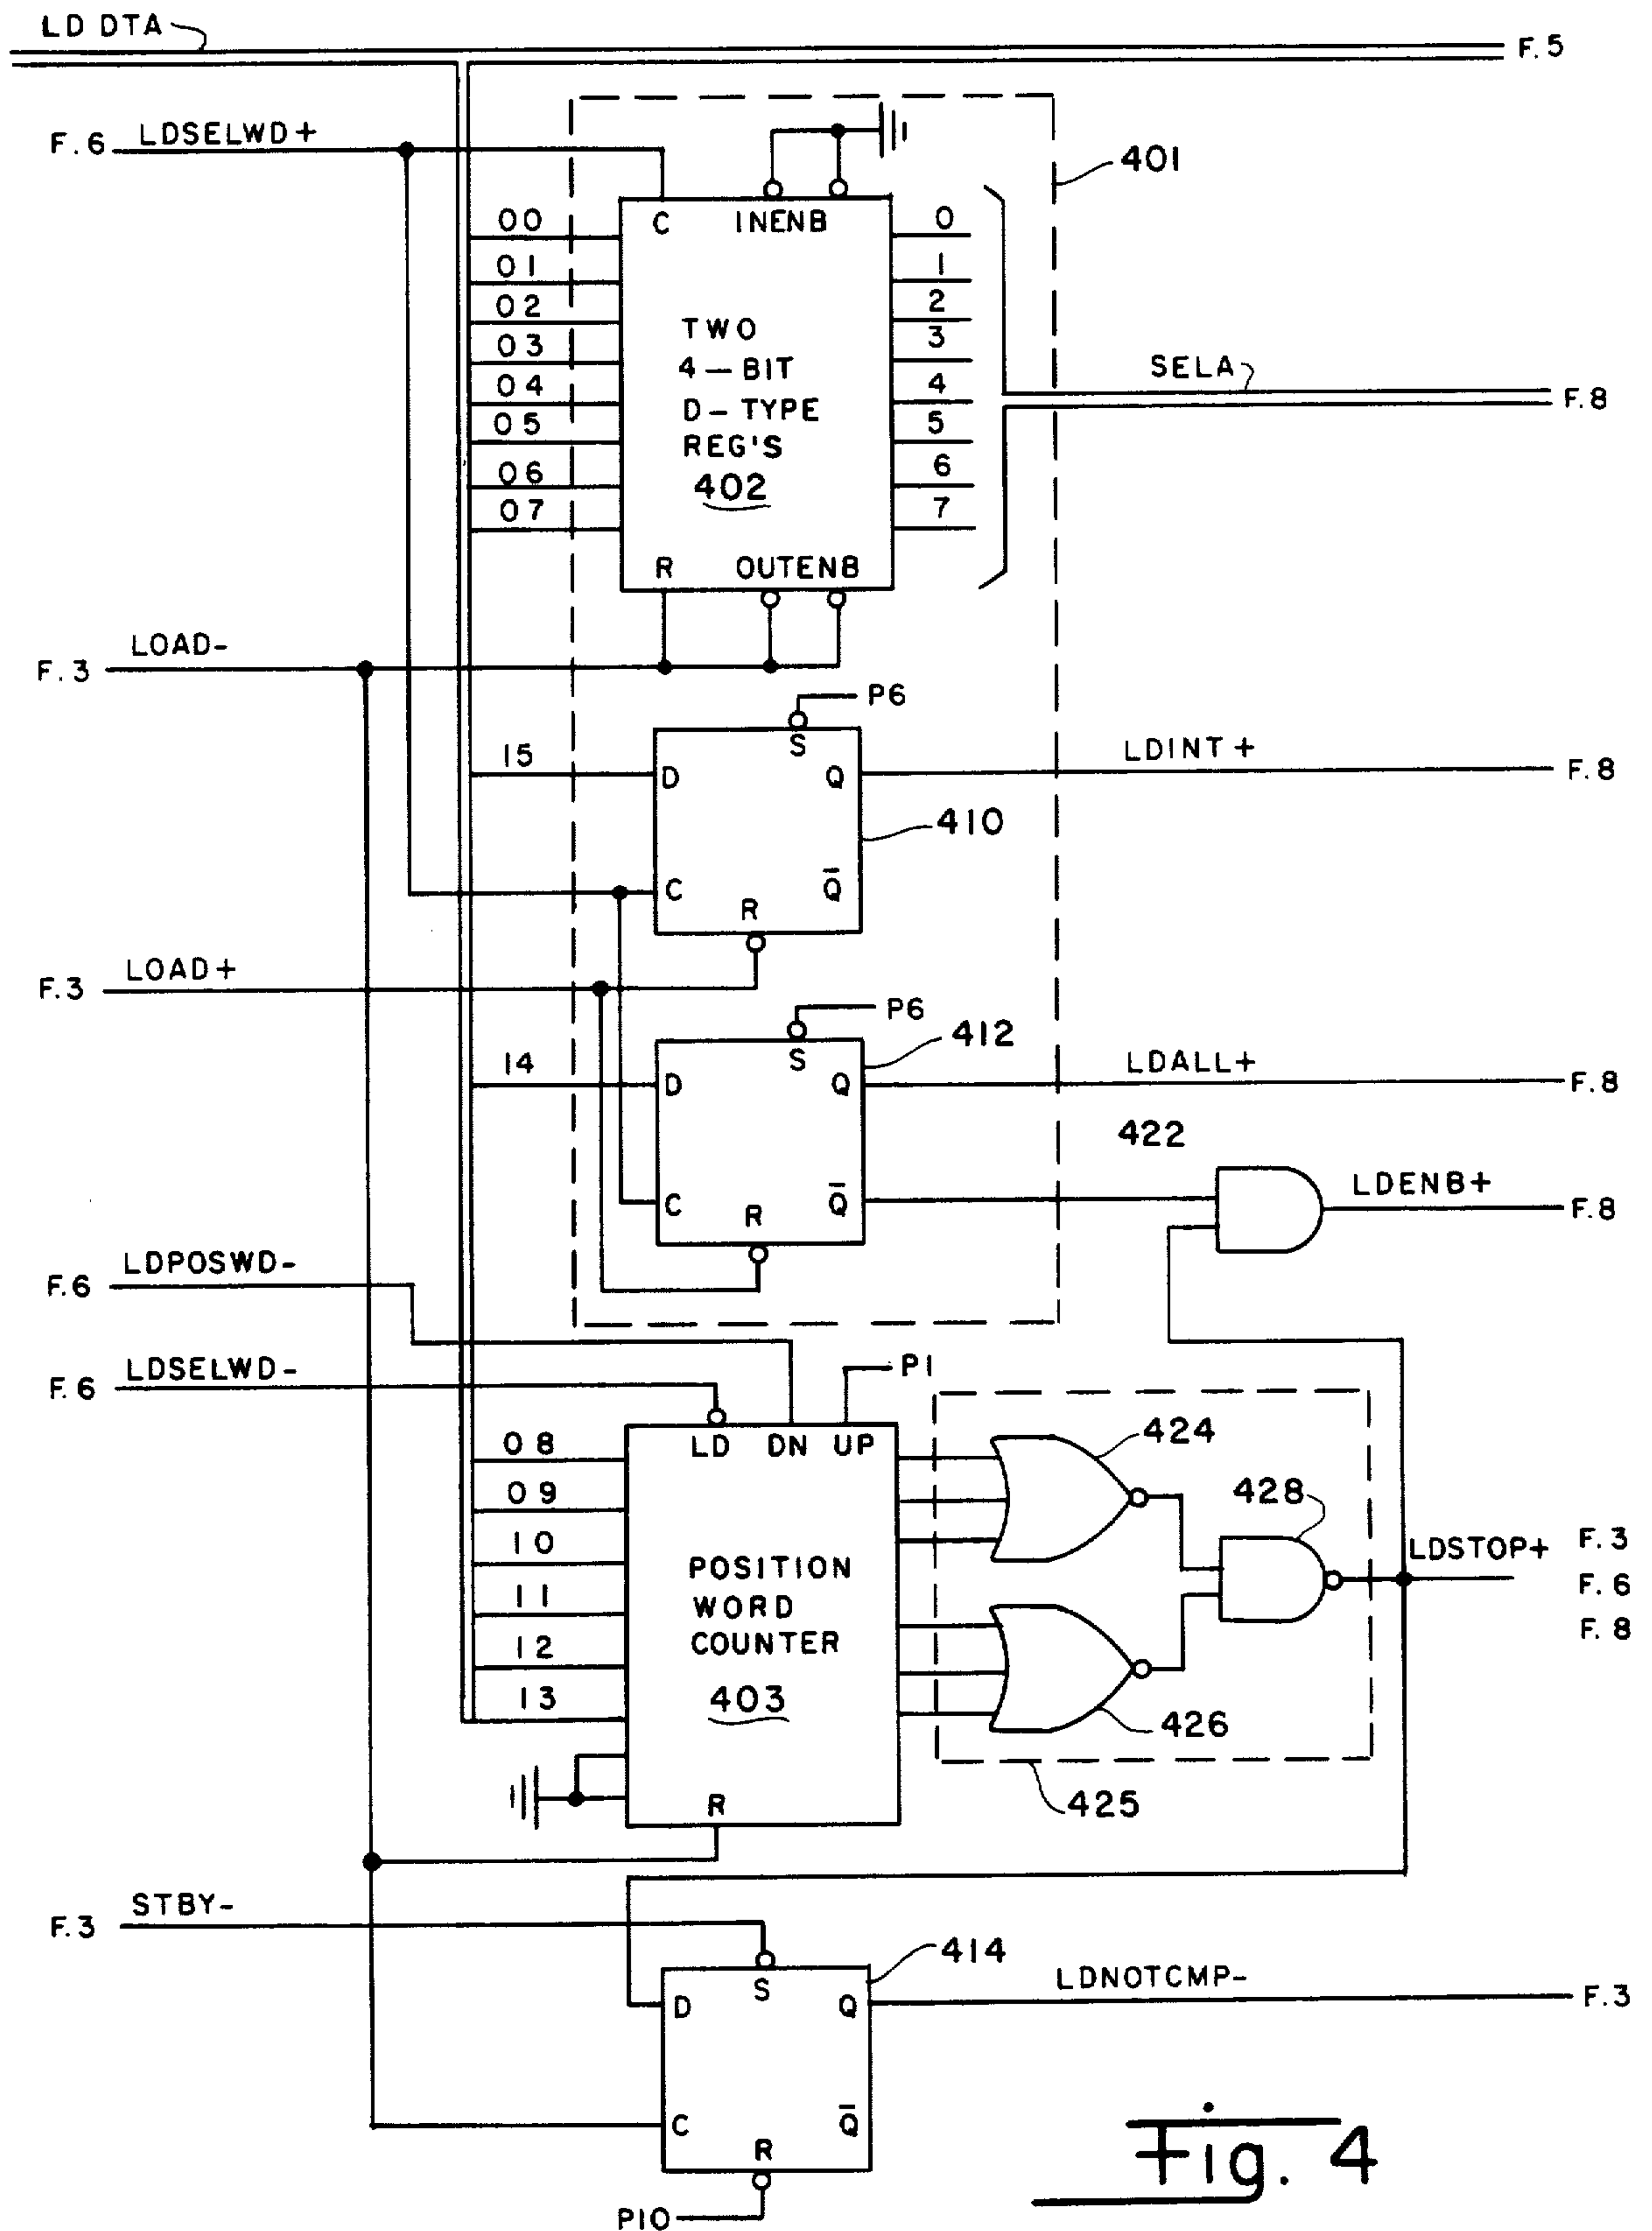 LD DTA
F.5
F.6 LDSELWD+
401
C INENB
00
01
02
03
04
05
06
07
0
1
2
3
4
5
6
7
TWO
4-BIT
D-TYPE
REG'S
402
SELA
F.8
R OUTENB
LOAD-
F.3
P6
S
15
D Q
LDINT+
F.8
410
C Q̅
R
LOAD+
F.3
P6
412
S
14
D Q
LDALL+
F.8
422
C Q̅
R
LDENB+
F.8
LDPOSWD-
F.6
LDSELWD-
F.6
P1
LD DN UP
08
09
10
11
12
13
424
428
POSITION
WORD
COUNTER
403
LDSTOP+
F.3
F.6
F.8
426
425
R
STBY-
F.3
414
S
D Q
LDNOTCMP-
F.3
C Q̅
R
P10
Fig. 4